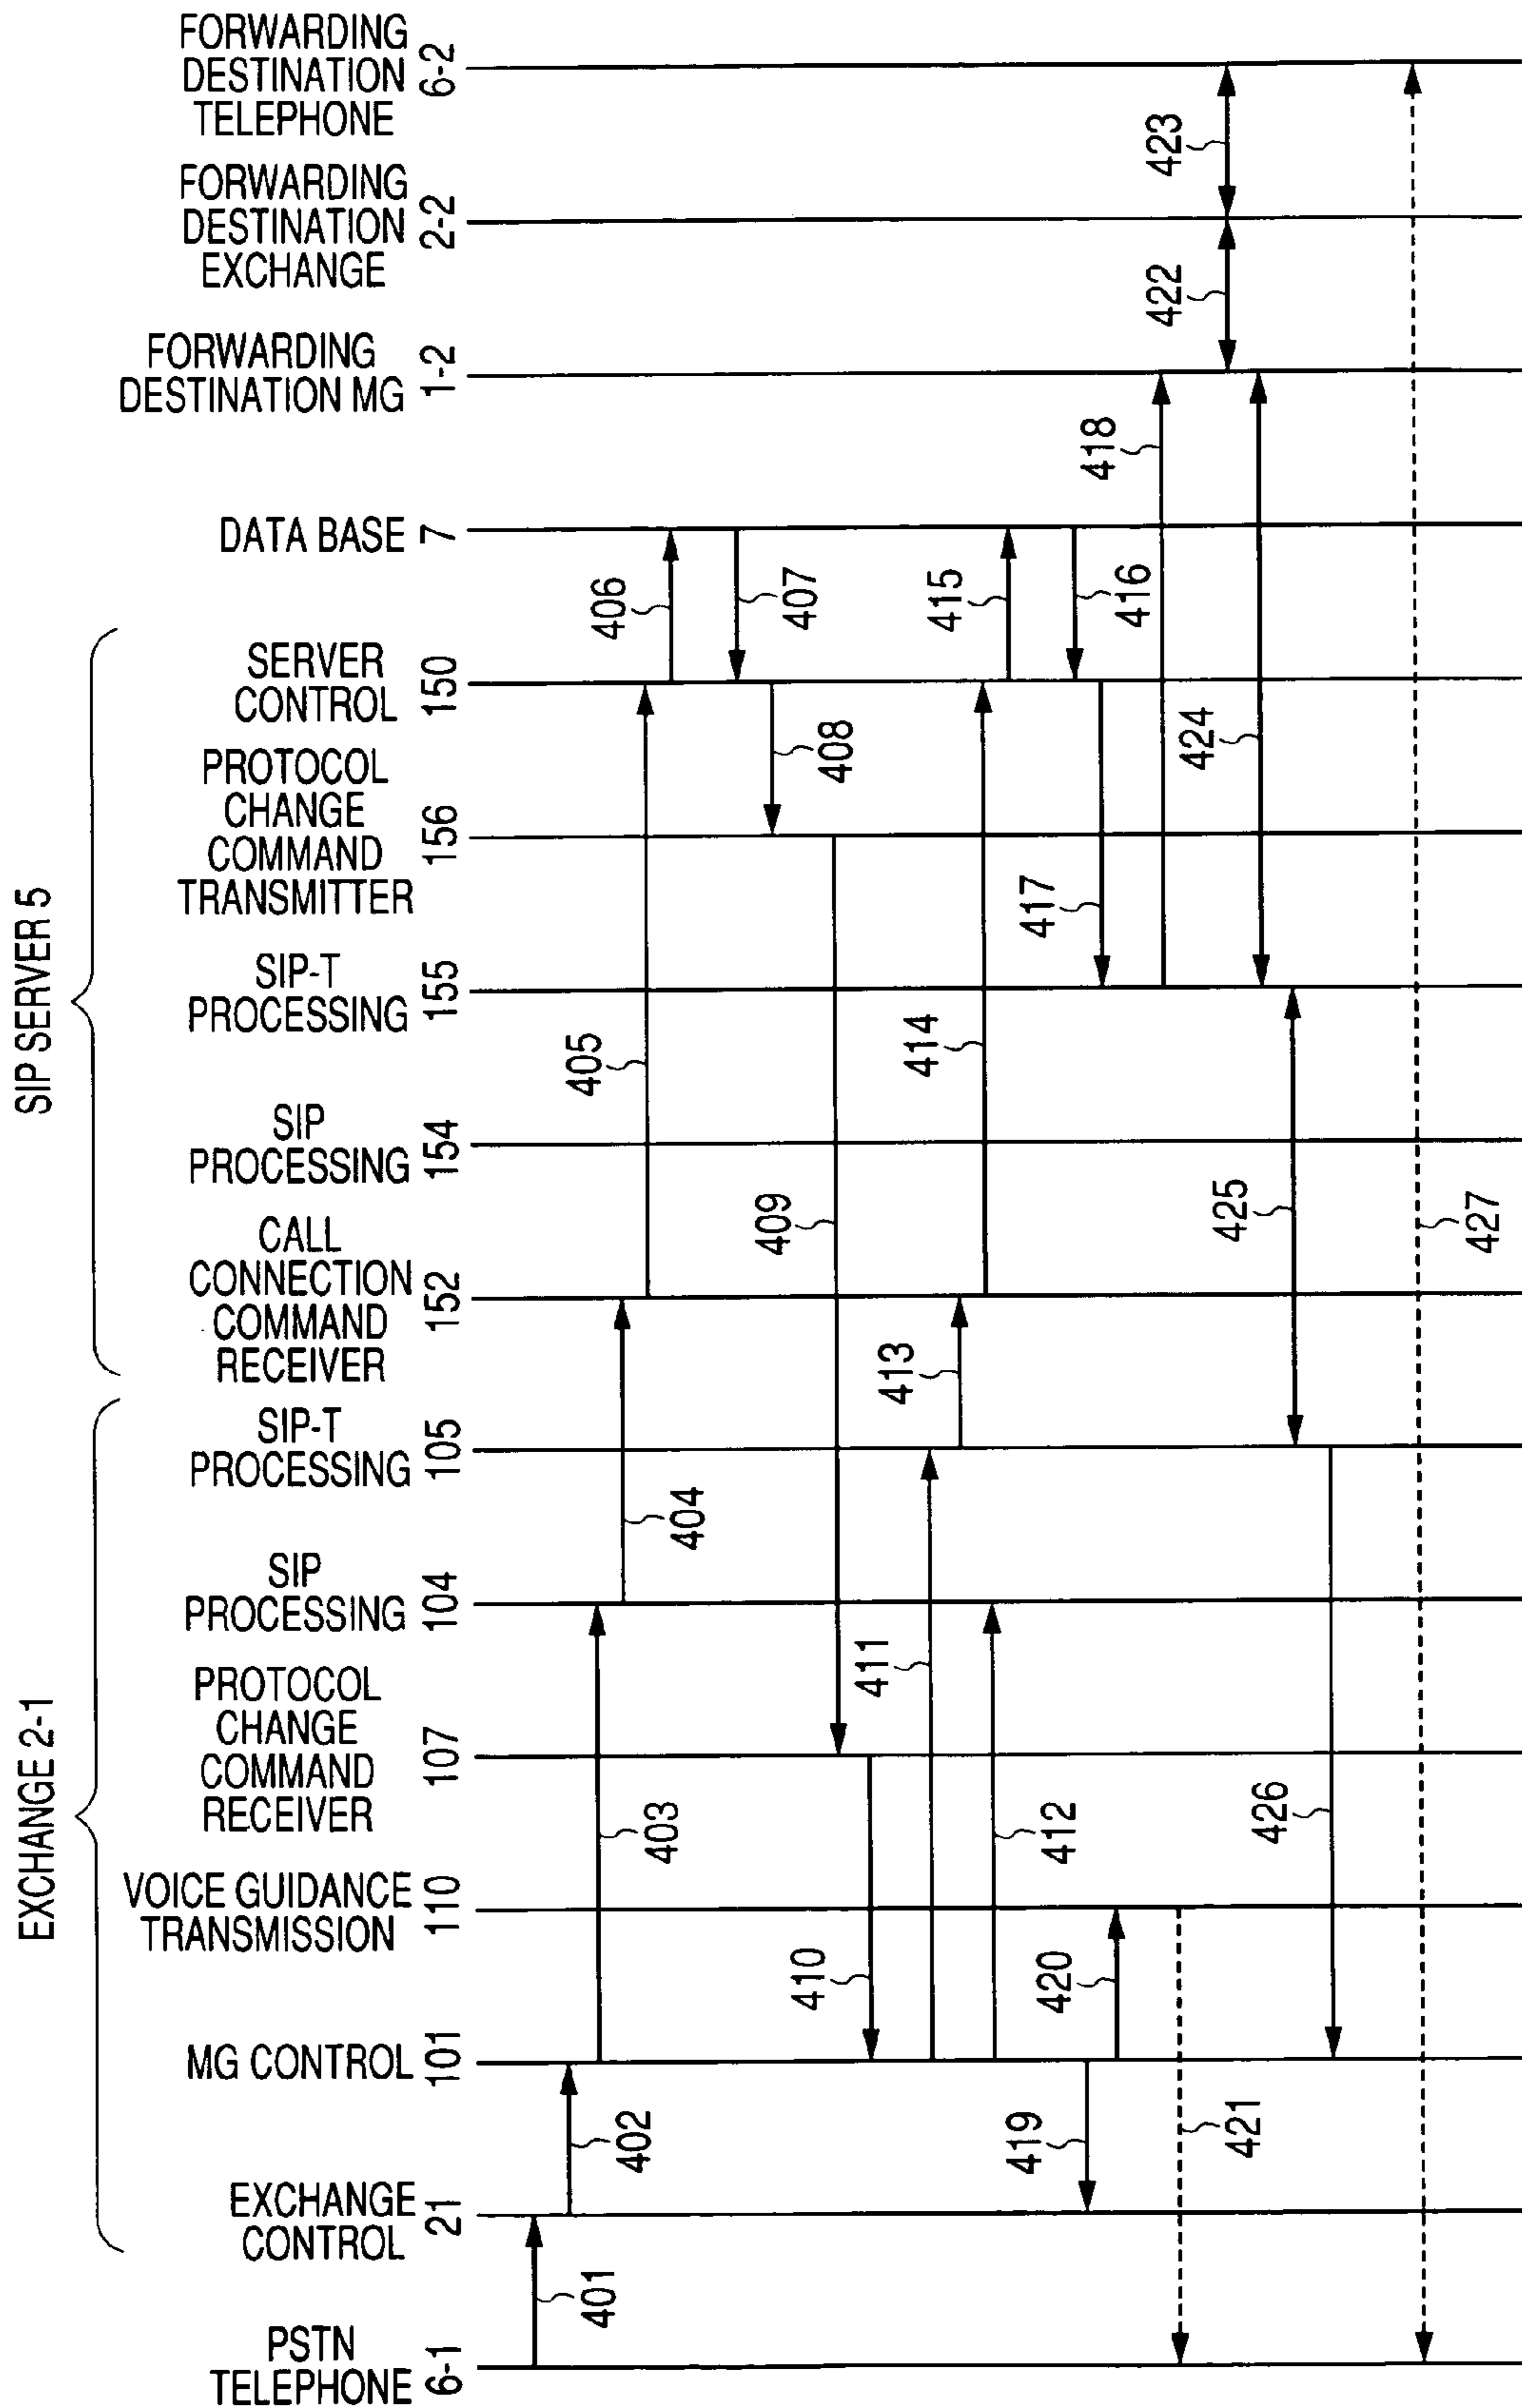 EXCHANGE 2-1
SIP SERVER 5
PSTN
TELEPHONE
6-1
EXCHANGE
CONTROL
21
MG CONTROL
101
VOICE GUIDANCE
TRANSMISSION
110
PROTOCOL
CHANGE
COMMAND
RECEIVER
107
SIP
PROCESSING
104
SIP-T
PROCESSING
105
CALL
CONNECTION
COMMAND
RECEIVER
152
SIP
PROCESSING
154
SIP-T
PROCESSING
155
PROTOCOL
CHANGE
COMMAND
TRANSMITTER
156
SERVER
CONTROL
150
DATA BASE
7
FORWARDING
DESTINATION MG
1-2
FORWARDING
DESTINATION
EXCHANGE
2-2
FORWARDING
DESTINATION
TELEPHONE
6-2
401
402
403
404
405
406
407
408
409
410
411
412
413
414
415
416
417
418
419
420
421
422
423
424
425
426
427